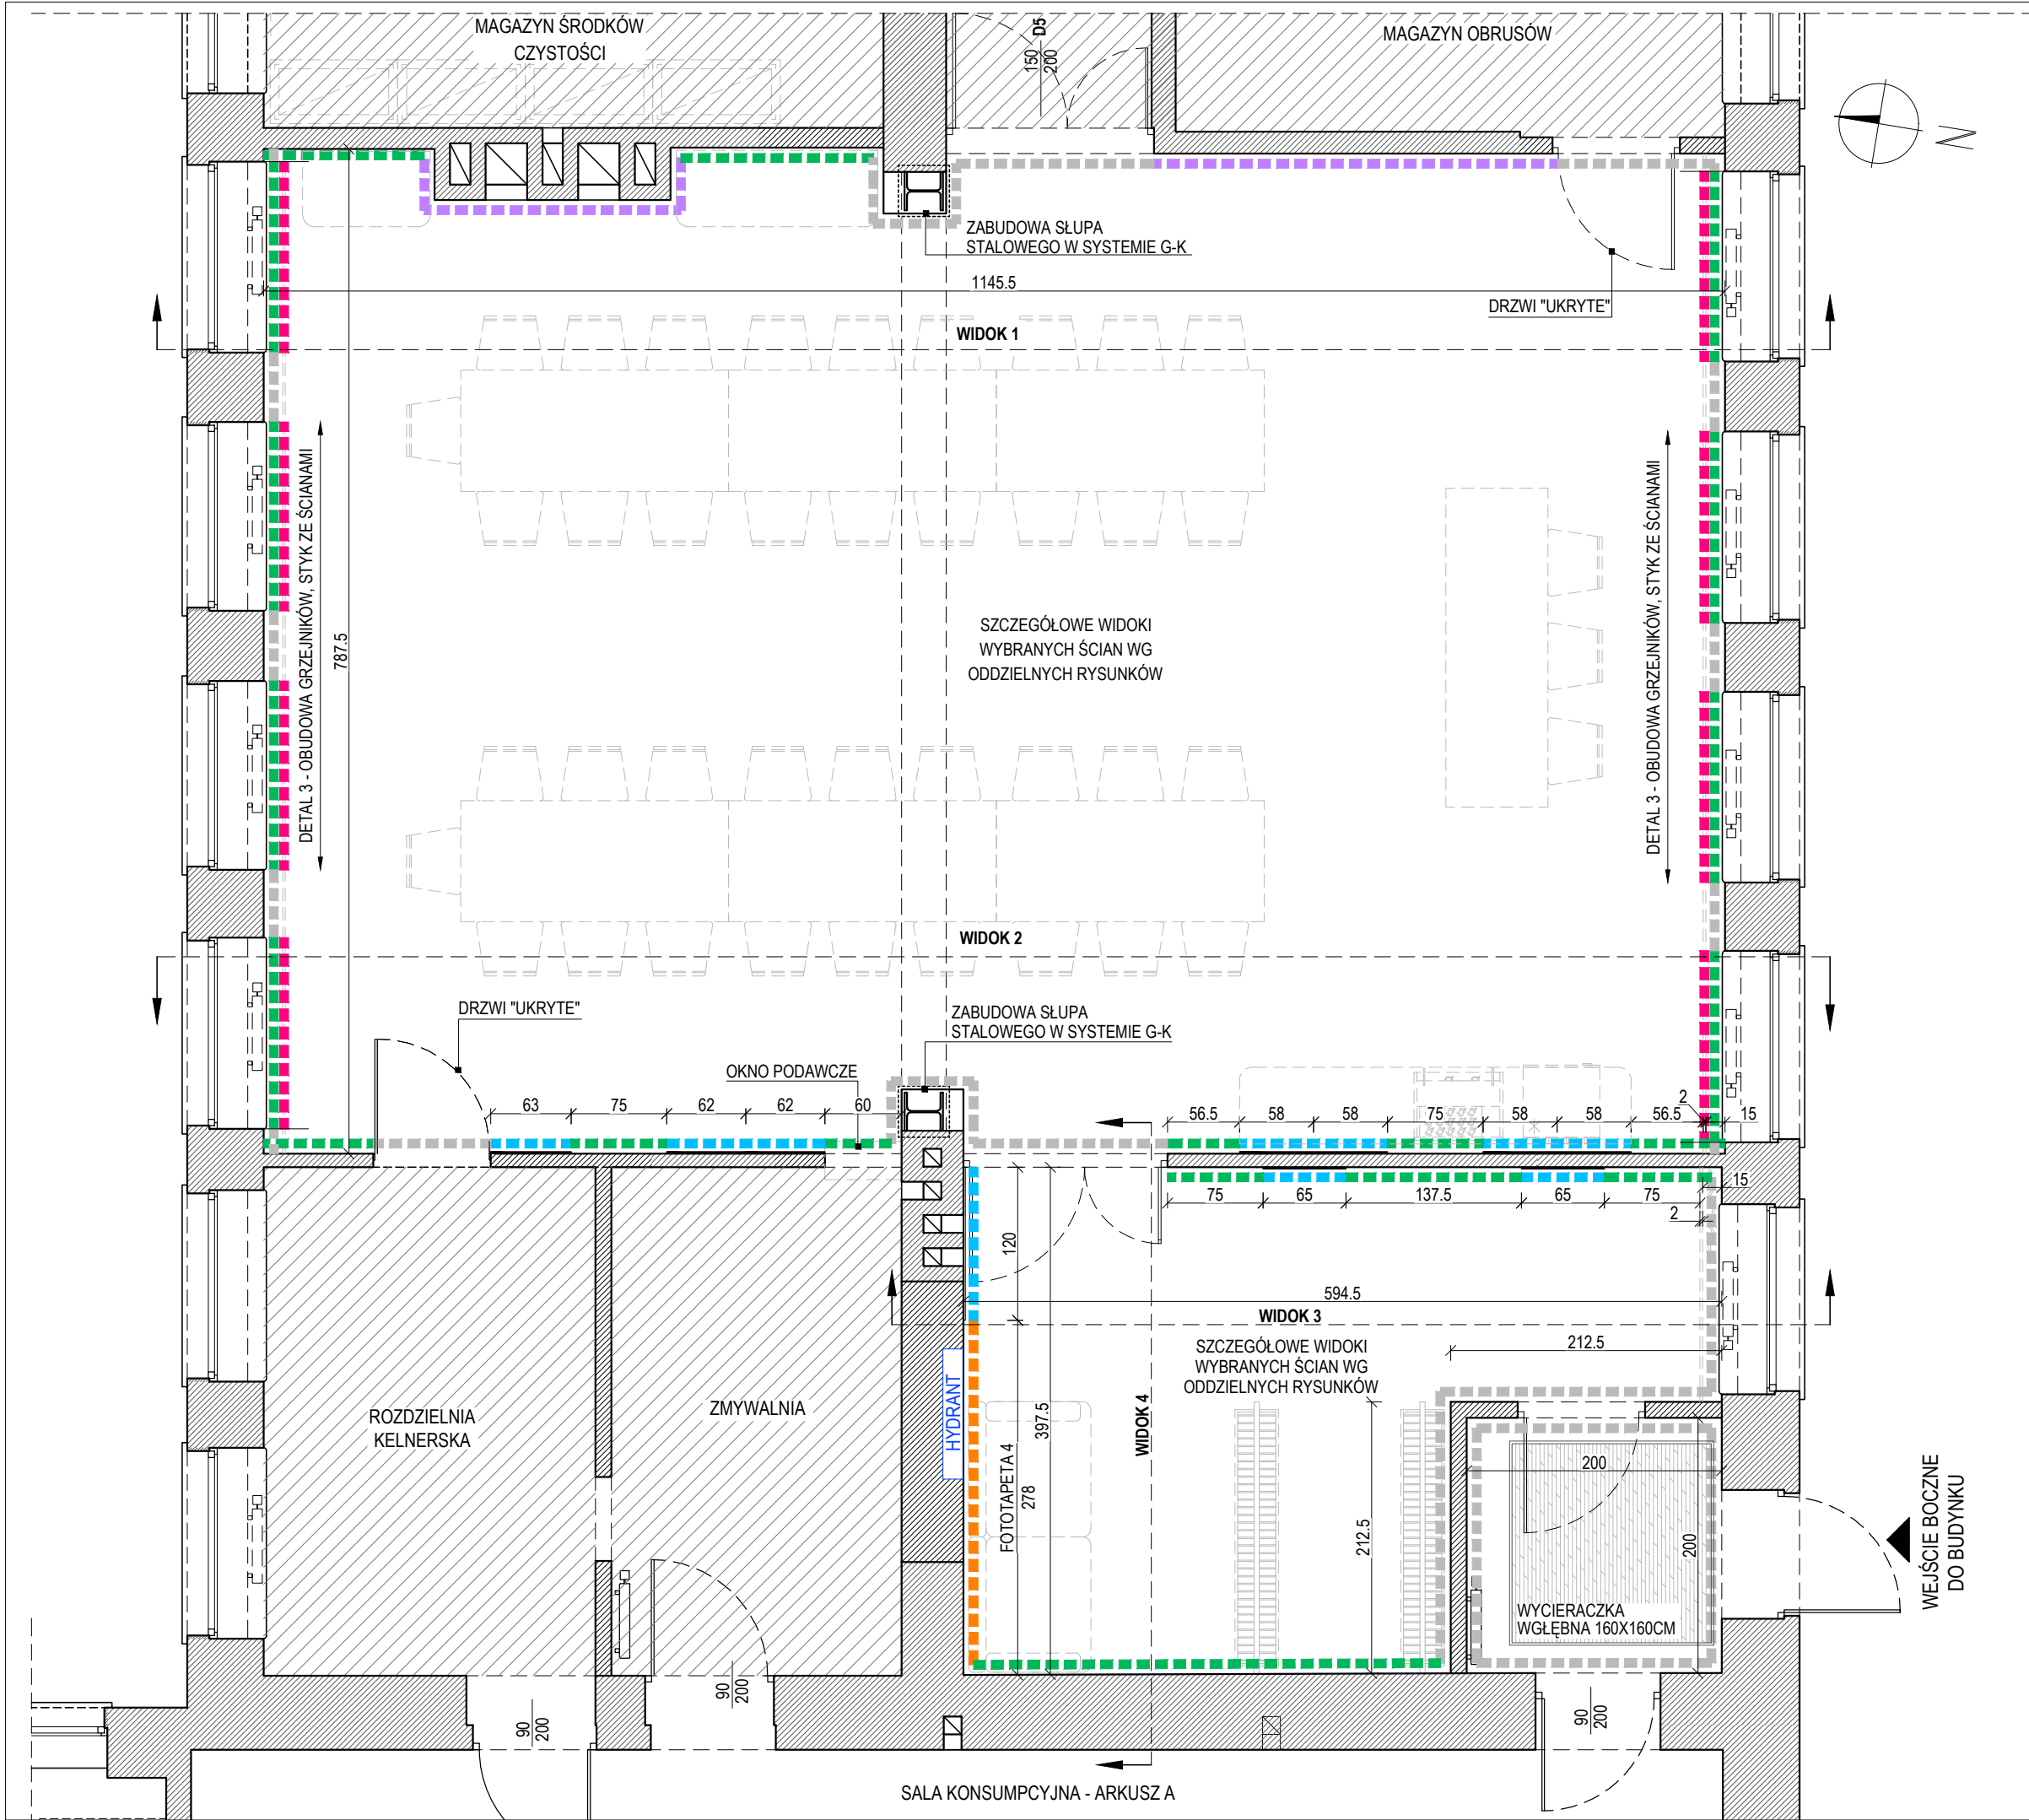 MAGAZYN ŚRODKÓW
CZYSTOŚCI
150
200
D5
MAGAZYN OBRUSÓW
N
ZABUDOWA SŁUPA
STALOWEGO W SYSTEMIE G-K
1145.5
DRZWI "UKRYTE"
WIDOK 1
DETAL 3 - OBUDOWA GRZEJNIKÓW, STYK ZE ŚCIANAMI
787.5
DETAL 3 - OBUDOWA GRZEJNIKÓW, STYK ZE ŚCIANAMI
SZCZEGÓŁOWE WIDOKI
WYBRANYCH ŚCIAN WG
ODDZIELNYCH RYSUNKÓW
WIDOK 2
DRZWI "UKRYTE"
ZABUDOWA SŁUPA
STALOWEGO W SYSTEMIE G-K
OKNO PODAWCZE
63
75
62
62
60
56.5
58
58
75
58
58
56.5
2
15
75
65
137.5
65
75
15
2
120
397.5
594.5
WIDOK 3
212.5
SZCZEGÓŁOWE WIDOKI
WYBRANYCH ŚCIAN WG
ODDZIELNYCH RYSUNKÓW
ROZDZIELNIA
KELNERSKA
ZMYWALNIA
HYDRANT
FOTOTAPETA 4
278
WIDOK 4
212.5
200
200
WYCIERACZKA
WGŁĘBNA 160X160CM
WEJŚCIE BOCZNE
DO BUDYNKU
90
200
90
200
90
200
SALA KONSUMPCYJNA - ARKUSZ A